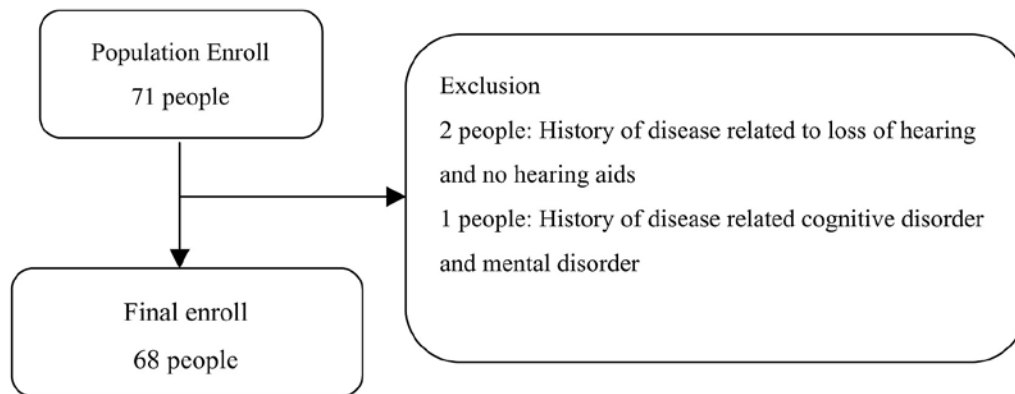 Population Enroll
71 people
Exclusion
2 people: History of disease related to loss of hearing
and no hearing aids
1 people: History of disease related cognitive disorder
and mental disorder
Final enroll
68 people